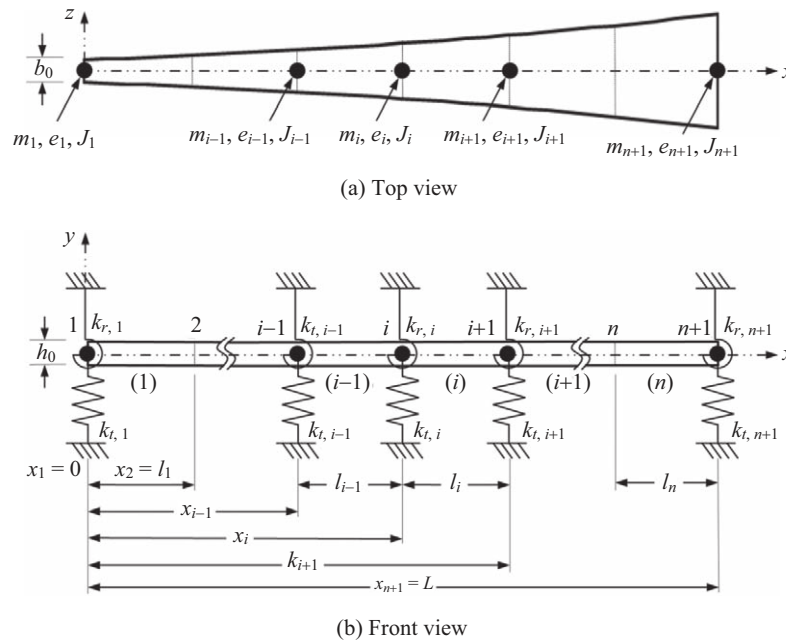 z
b₀
x
m₁, e₁, J₁
mᵢ₋₁, eᵢ₋₁, Jᵢ₋₁
mᵢ, eᵢ, Jᵢ
mᵢ₊₁, eᵢ₊₁, Jᵢ₊₁
mₙ₊₁, eₙ₊₁, Jₙ₊₁
(a) Top view
y
1 kᵣ, ₁ 2 i−1 kₜ, ᵢ₋₁ i kᵣ, ᵢ i+1 kᵣ, ᵢ₊₁ n n+1 kᵣ, ₙ₊₁
h₀ x
(1) (i−1) (i) (i+1) (n)
kₜ, ₁ kₜ, ᵢ₋₁ kₜ, ᵢ kₜ, ᵢ₊₁ kₜ, ₙ₊₁
x₁ = 0 x₂ = l₁ lᵢ₋₁ lᵢ lₙ
xᵢ₋₁
xᵢ
kᵢ₊₁
xₙ₊₁ = L
(b) Front view